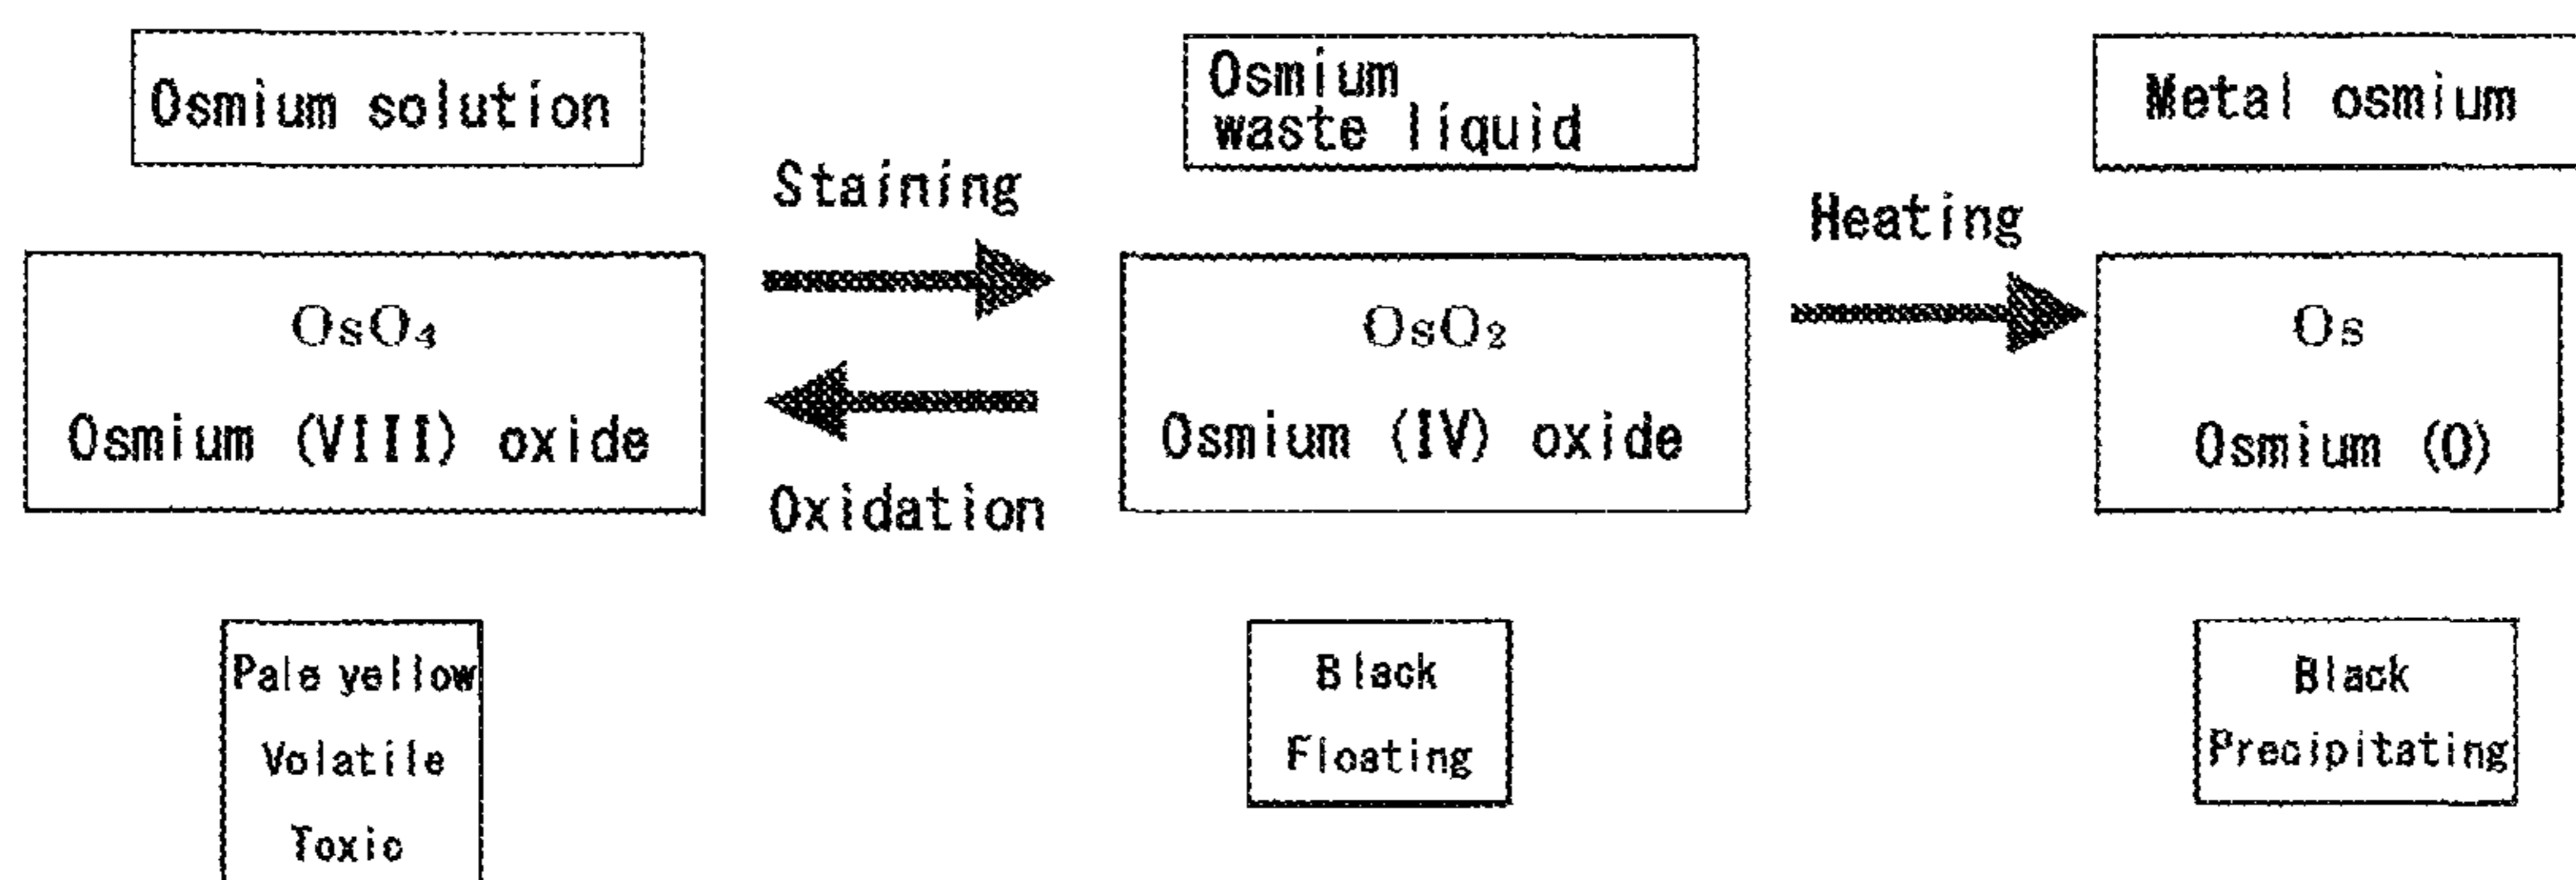 Osmium solution
Osmium
waste liquid
Metal osmium
Staining
Heating
OsO₄
Osmium (VIII) oxide
OsO₂
Osmium (IV) oxide
Os
Osmium (0)
Oxidation
Pale yellow
Volatile
Toxic
Black
Floating
Black
Precipitating